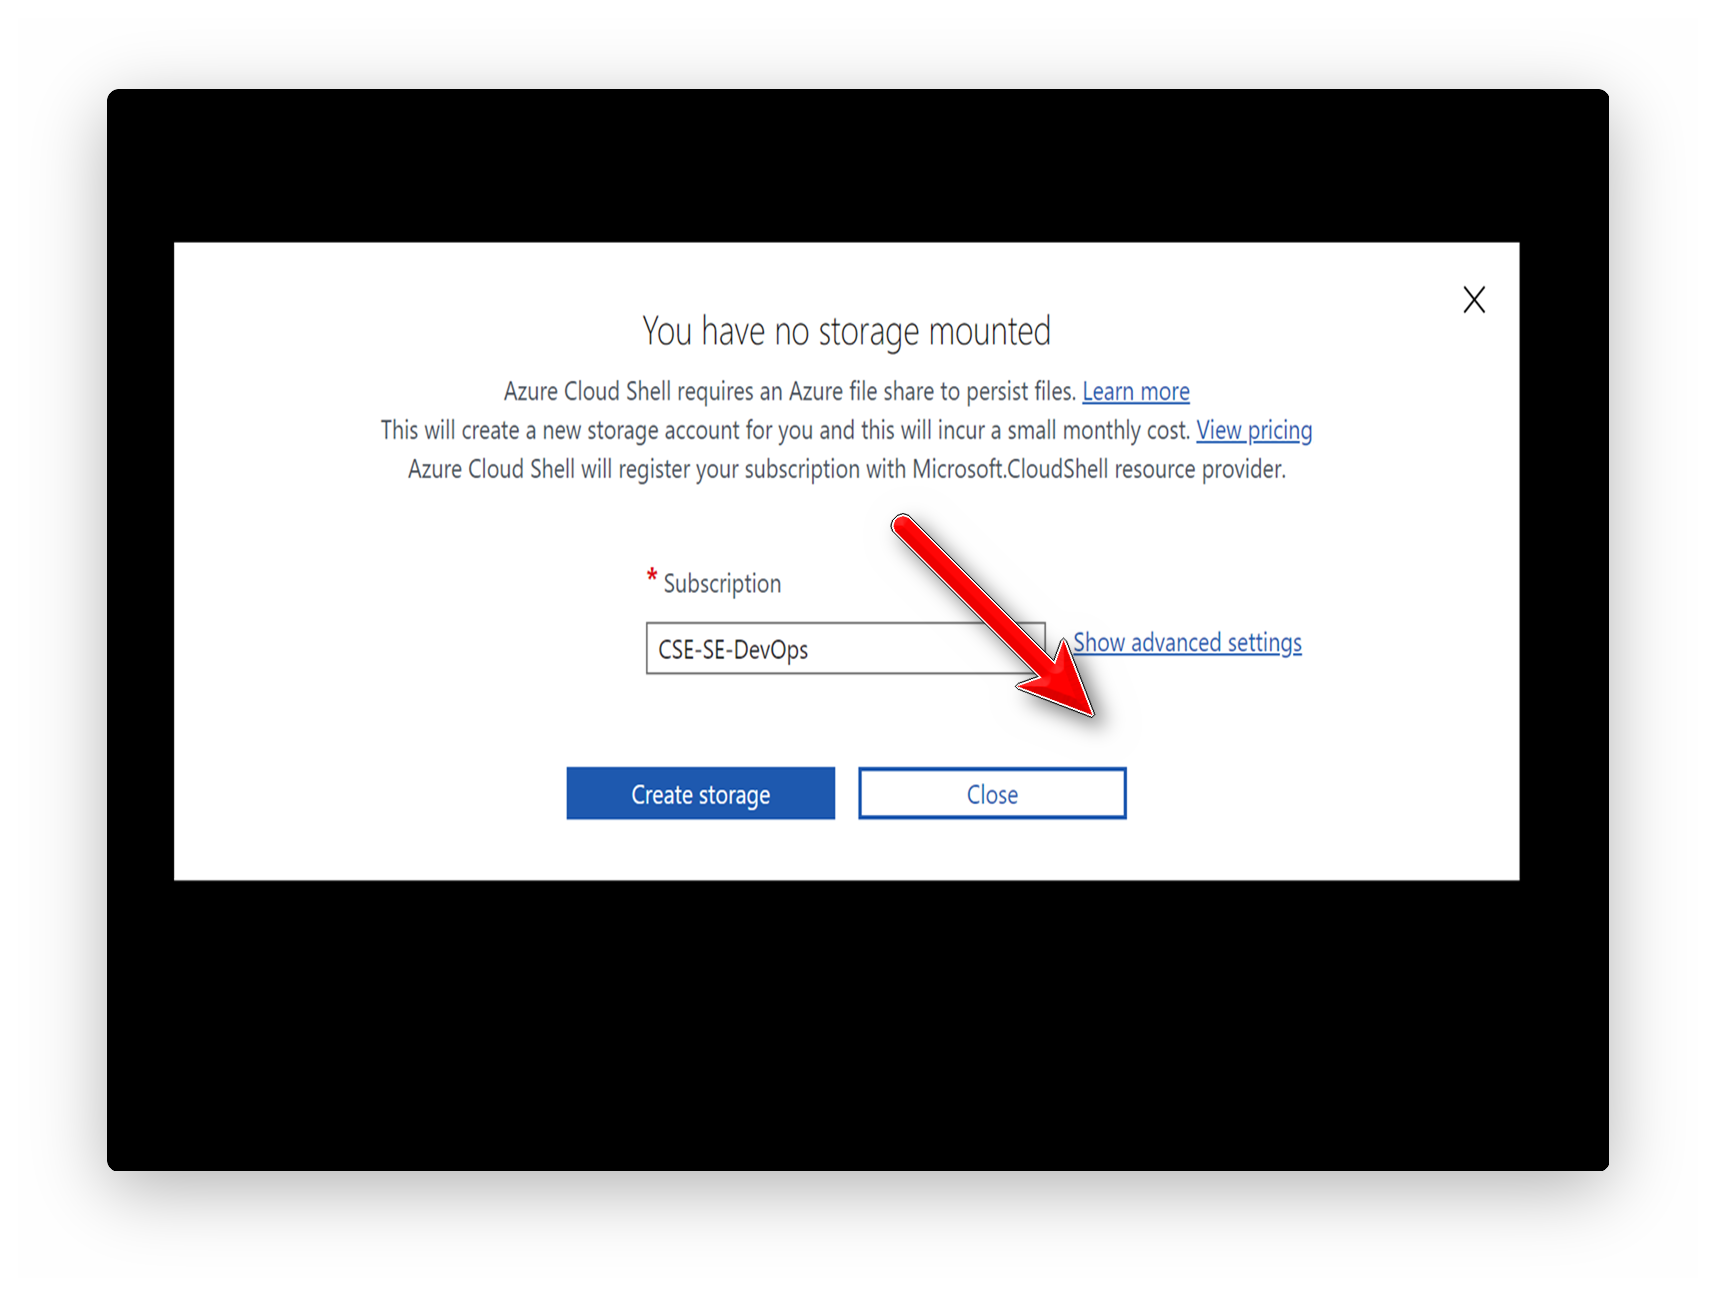 You have no storage mounted
Azure Cloud Shell requires an Azure file share to persist files. Learn more
This will create a new storage account for you and this will incur a small monthly cost. View pricing
Azure Cloud Shell will register your subscription with Microsoft.CloudShell resource provider.
* Subscription
CSE-SE-DevOps
Show advanced settings
Create storage
Close